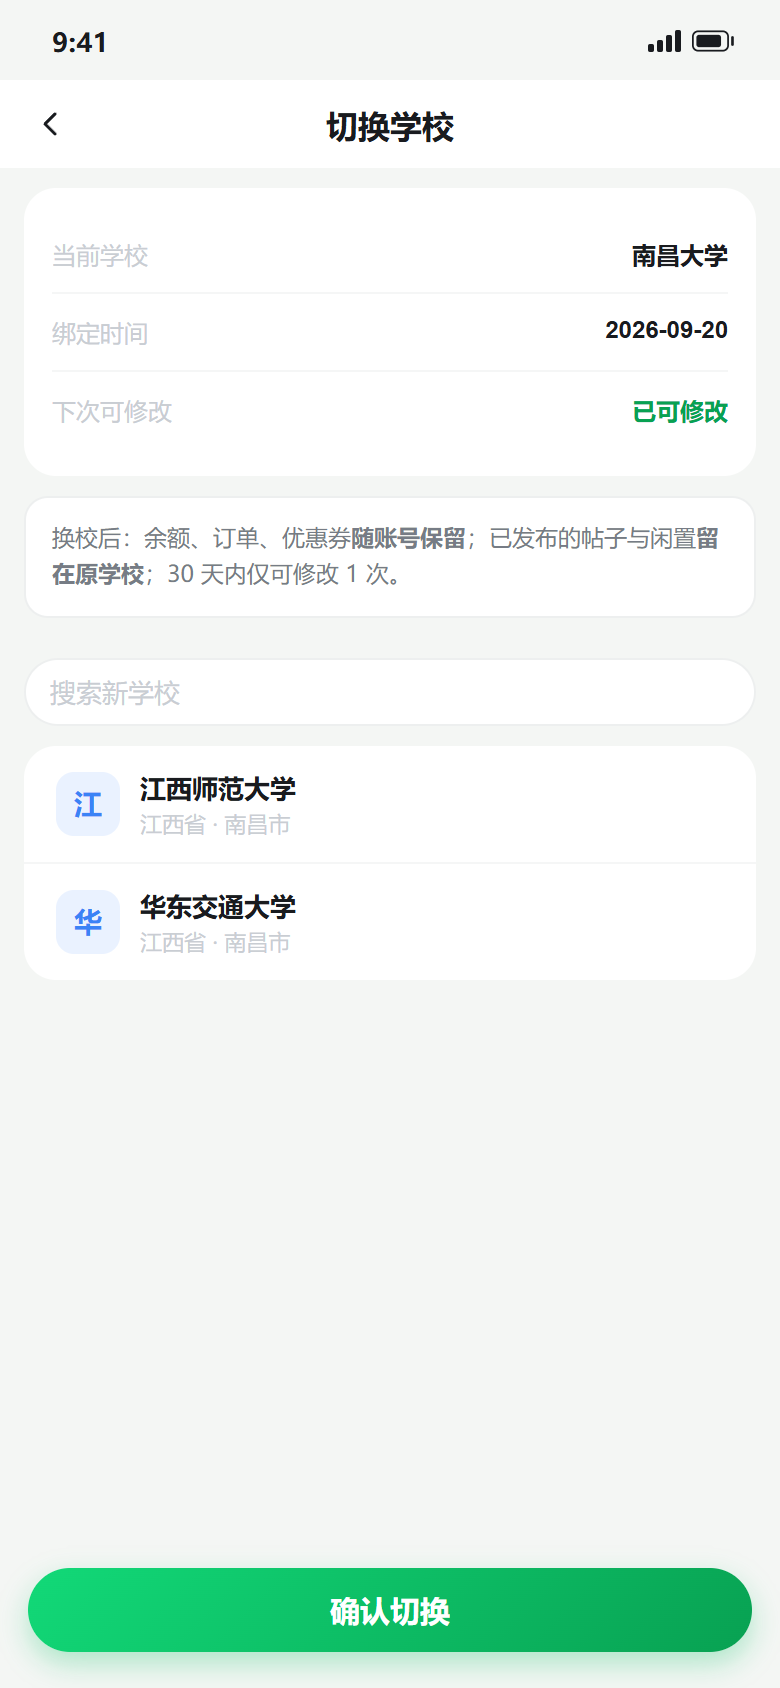 9:41
切换学校
当前学校 南昌大学
绑定时间 2026-09-20
下次可修改 已可修改
换校后：余额、订单、优惠券随账号保留；已发布的帖子与闲置留
在原学校；30 天内仅可修改 1 次。
搜索新学校
江
江西师范大学
江西省 · 南昌市
华
华东交通大学
江西省 · 南昌市
确认切换